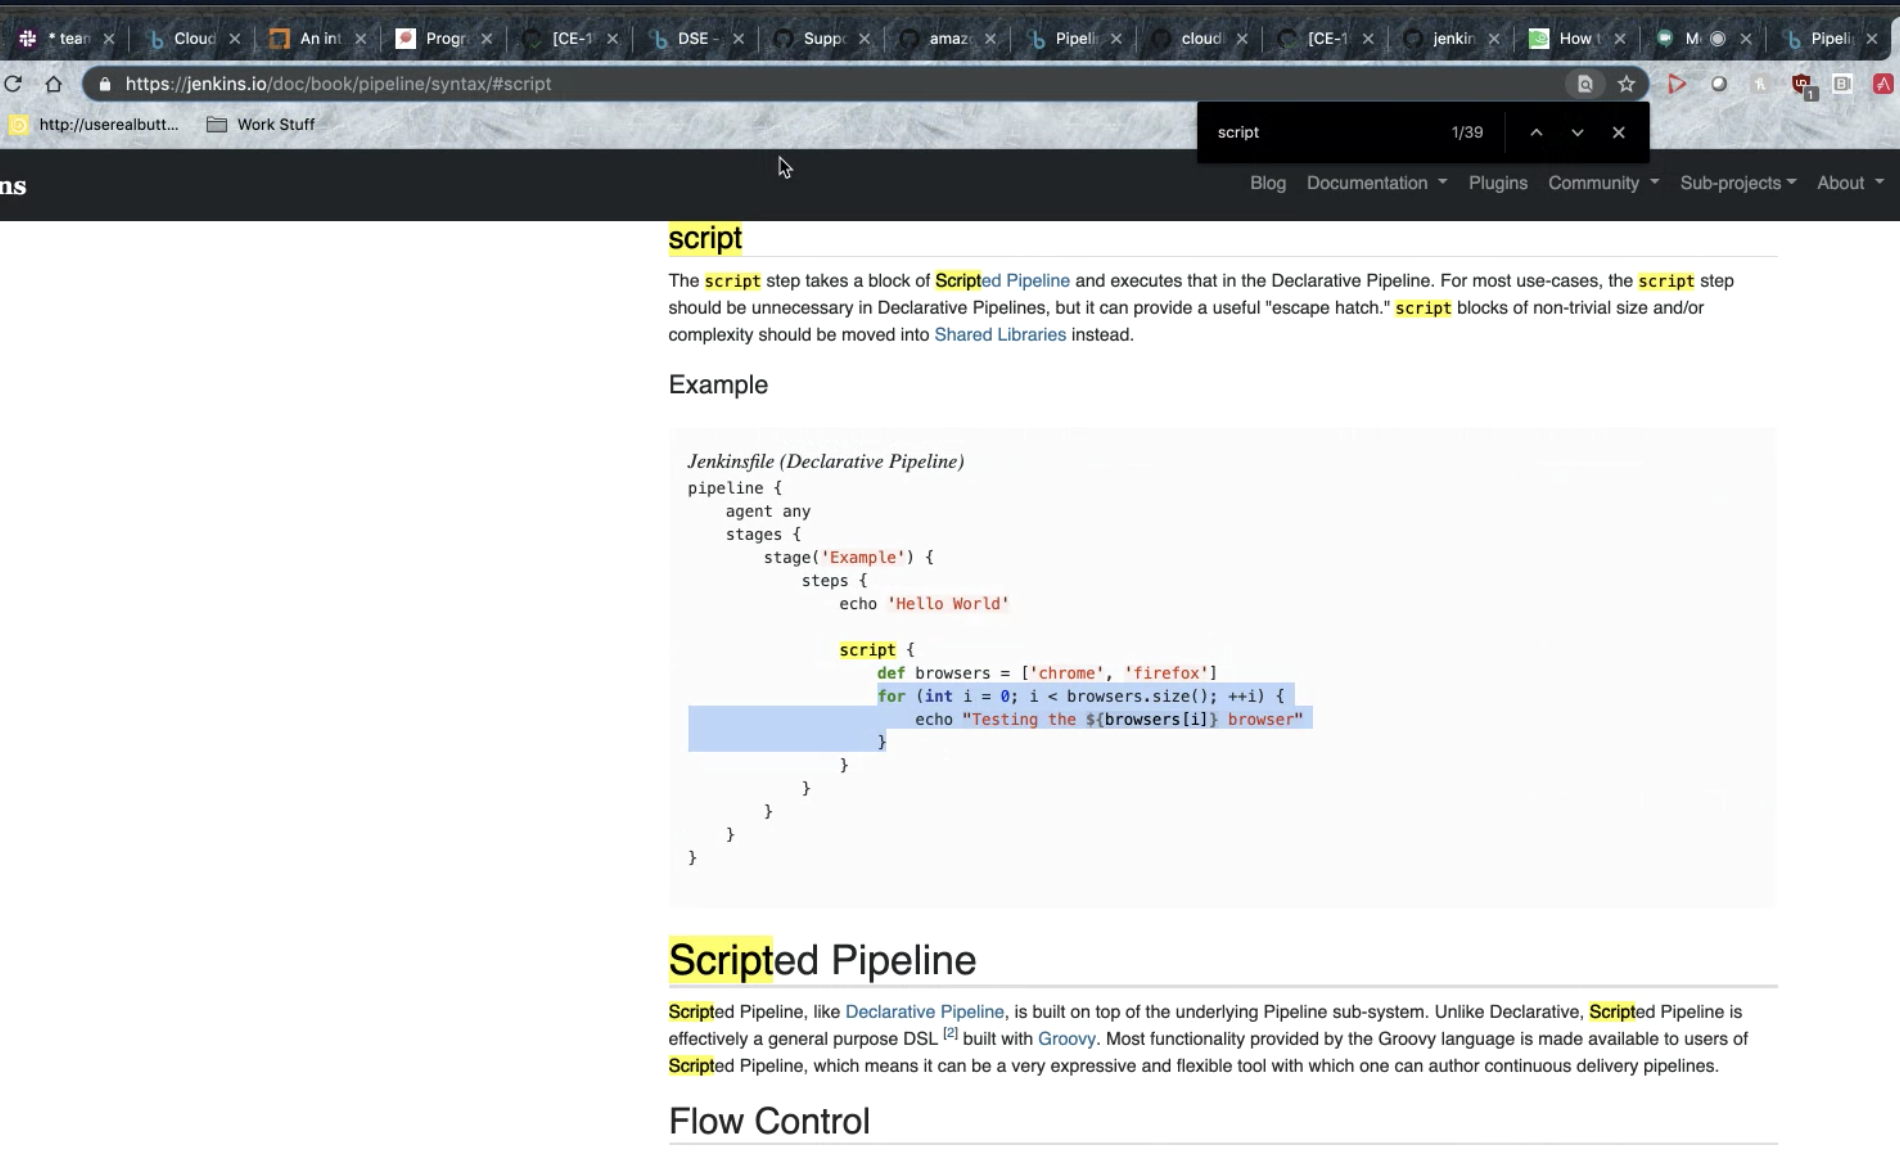 * tean Cloud An int Progr [CE-1 DSE - Supp amazo Pipelin cloud [CE-1 jenkin How t M Pipeli
https://jenkins.io/doc/book/pipeline/syntax/#script
1
B
http://userealbutt... Work Stuff
script 1/39
ns
Blog Documentation Plugins Community Sub-projects About
script
The script step takes a block of Scripted Pipeline and executes that in the Declarative Pipeline. For most use-cases, the script step
should be unnecessary in Declarative Pipelines, but it can provide a useful "escape hatch." script blocks of non-trivial size and/or
complexity should be moved into Shared Libraries instead.
Example
Jenkinsfile (Declarative Pipeline)
pipeline {
    agent any
    stages {
        stage('Example') {
            steps {
                echo 'Hello World'
                script {
                    def browsers = ['chrome', 'firefox']
                    for (int i = 0; i < browsers.size(); ++i) {
                        echo "Testing the ${browsers[i]} browser"
                    }
                }
            }
        }
    }
}
Scripted Pipeline
Scripted Pipeline, like Declarative Pipeline, is built on top of the underlying Pipeline sub-system. Unlike Declarative, Scripted Pipeline is
effectively a general purpose DSL [2] built with Groovy. Most functionality provided by the Groovy language is made available to users of
Scripted Pipeline, which means it can be a very expressive and flexible tool with which one can author continuous delivery pipelines.
Flow Control